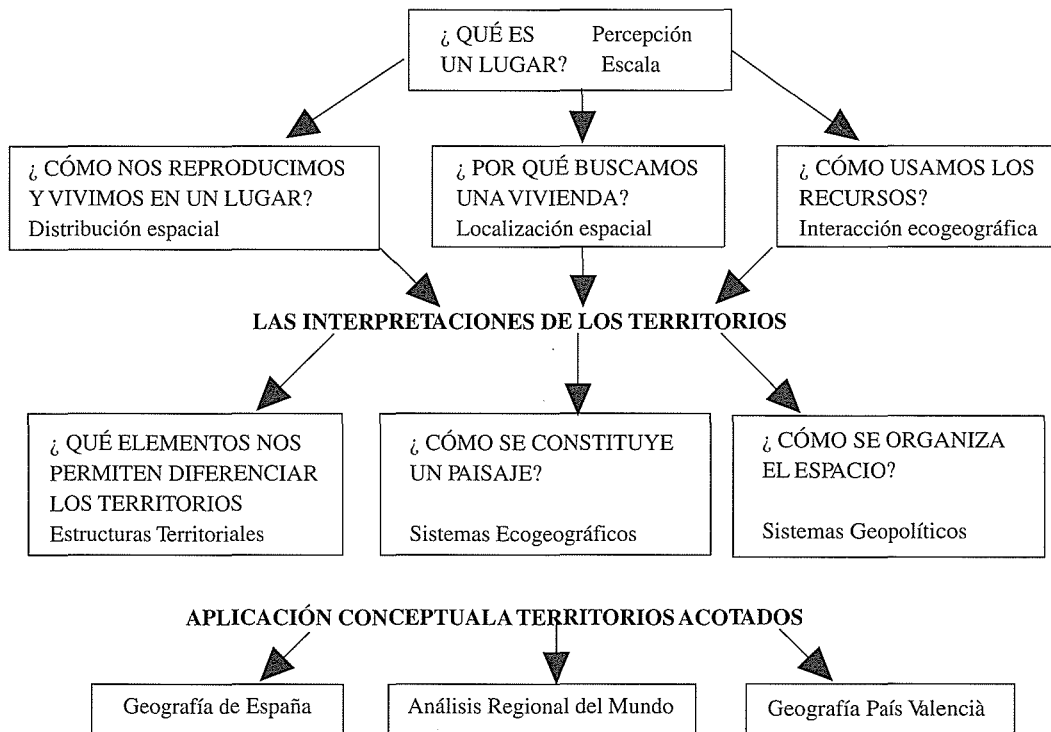 ¿ QUÉ ES Percepción
UN LUGAR? Escala
¿ CÓMO NOS REPRODUCIMOS
Y VIVIMOS EN UN LUGAR?
Distribución espacial
¿ POR QUÉ BUSCAMOS
UNA VIVIENDA?
Localización espacial
¿ CÓMO USAMOS LOS
RECURSOS?
Interacción ecogeográfica
LAS INTERPRETACIONES DE LOS TERRITORIOS
¿ QUÉ ELEMENTOS NOS
PERMITEN DIFERENCIAR
LOS TERRITORIOS
Estructuras Territoriales
¿ CÓMO SE CONSTITUYE
UN PAISAJE?
Sistemas Ecogeográficos
¿ CÓMO SE ORGANIZA
EL ESPACIO?
Sistemas Geopolíticos
APLICACIÓN CONCEPTUAL A TERRITORIOS ACOTADOS
Geografía de España
Análisis Regional del Mundo
Geografía País Valencià